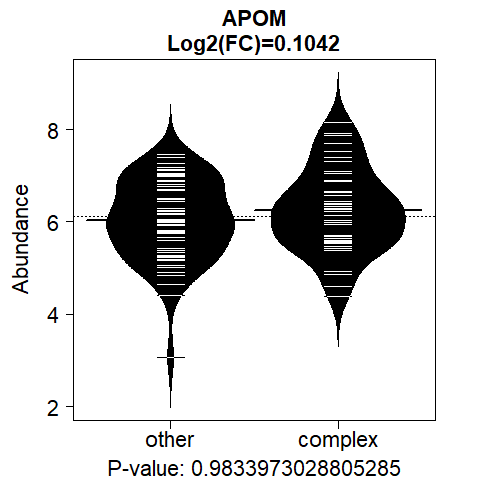 APOM
Log2(FC)=0.1042
Abundance
8
6
4
2
other
complex
P-value: 0.9833973028805285